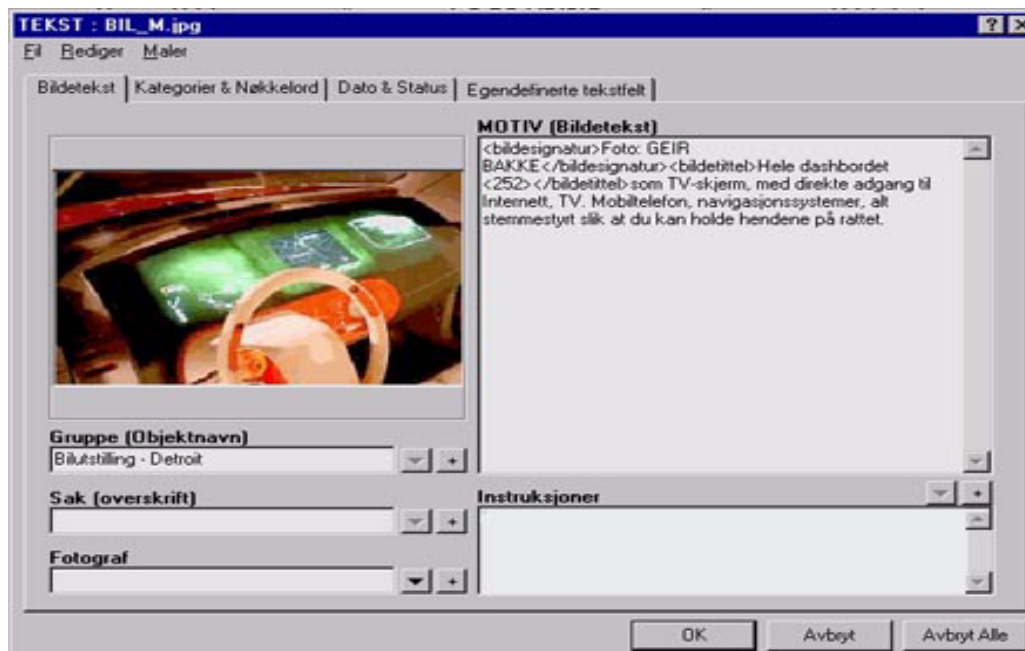 TEKST : BIL_M.jpg
Fil Rediger Maler
Bildetekst Kategorier & Nøkkelord Dato & Status Egendefinerte tekstfelt
MOTIV (Bildetekst)
<bildesignatur>Foto: GEIR
BAKKE</bildesignatur><bildetittel>Hele dashbordet
<252></bildetittel>som TV-skjerm, med direkte adgang til
Internett, TV. Mobiltelefon, navigasjonssystemer, alt
stemmestyrt slik at du kan holde hendene på rattet.
Gruppe (Objektnavn)
Bilutstilling - Detroit
Sak (overskrift)
Instruksjoner
Fotograf
OK Avbryt Avbryt Alle